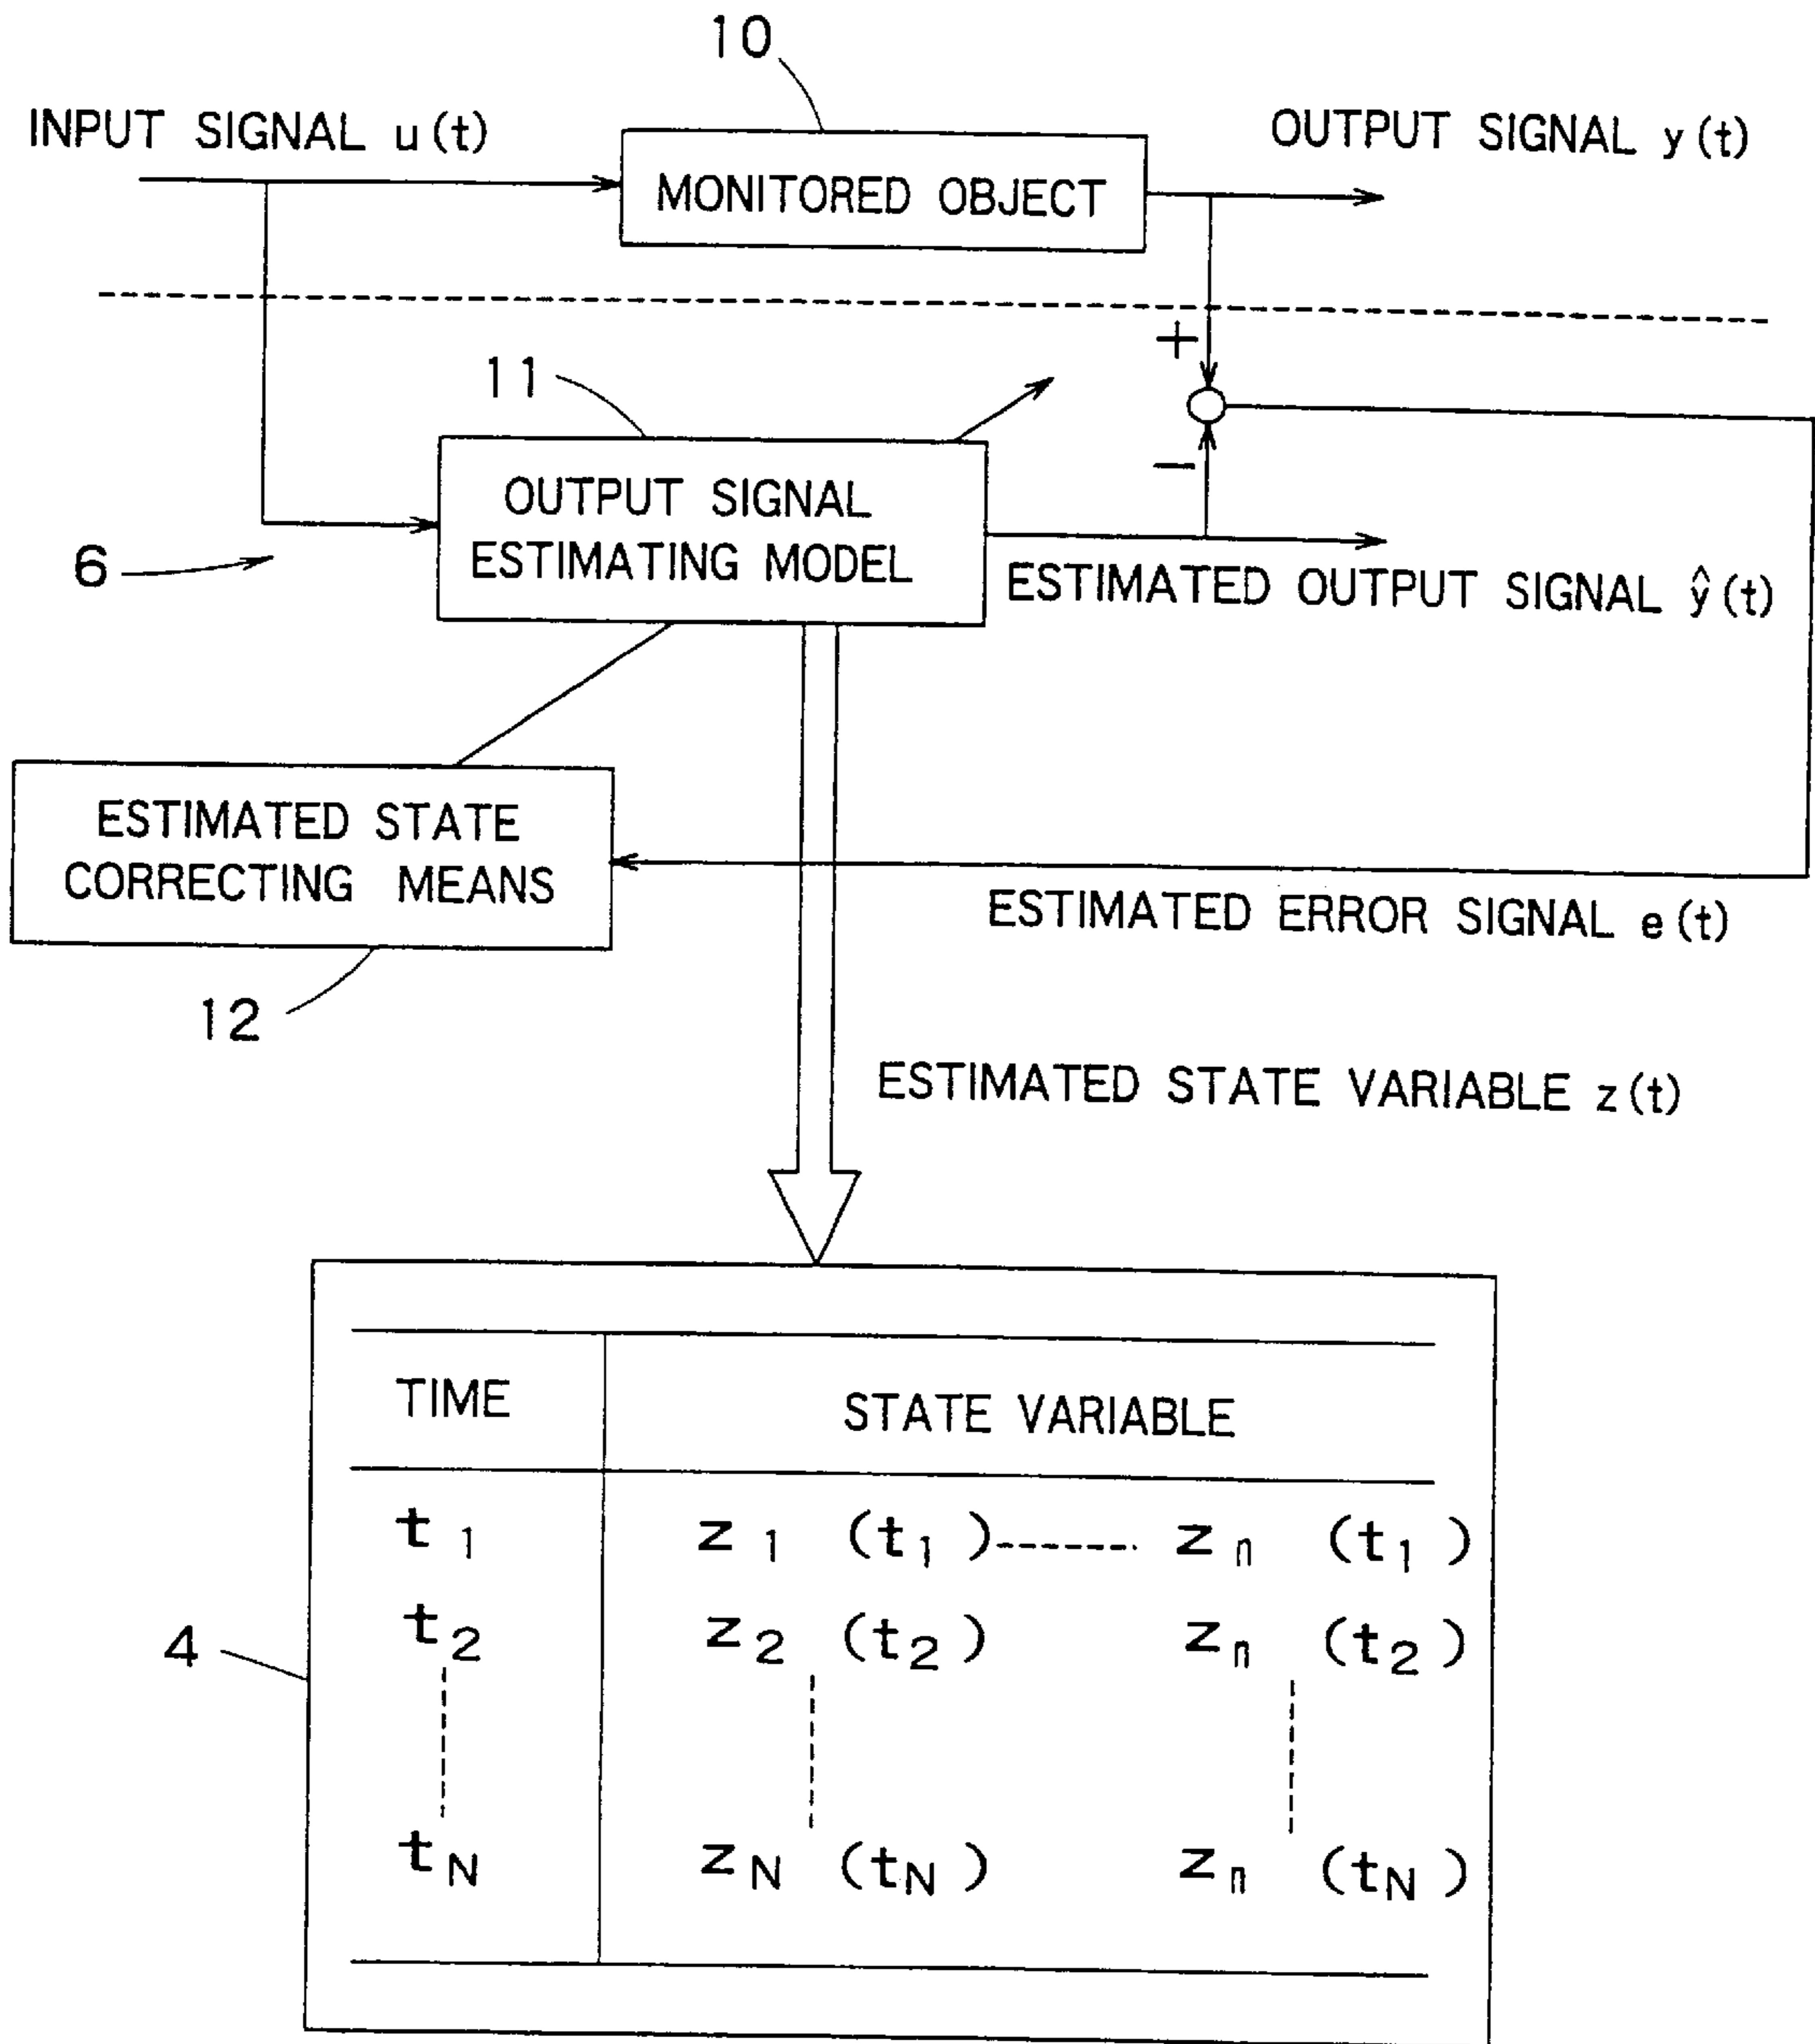 10
INPUT SIGNAL u(t)
OUTPUT SIGNAL y(t)
MONITORED OBJECT
+
11
−
OUTPUT SIGNAL
ESTIMATING MODEL
6
ESTIMATED OUTPUT SIGNAL ŷ(t)
ESTIMATED STATE
CORRECTING MEANS
ESTIMATED ERROR SIGNAL e(t)
12
ESTIMATED STATE VARIABLE z(t)
TIME STATE VARIABLE
t1 z1 (t1) ------ zn (t1)
t2 z2 (t2) zn (t2)
4
tN zN (tN) zn (tN)